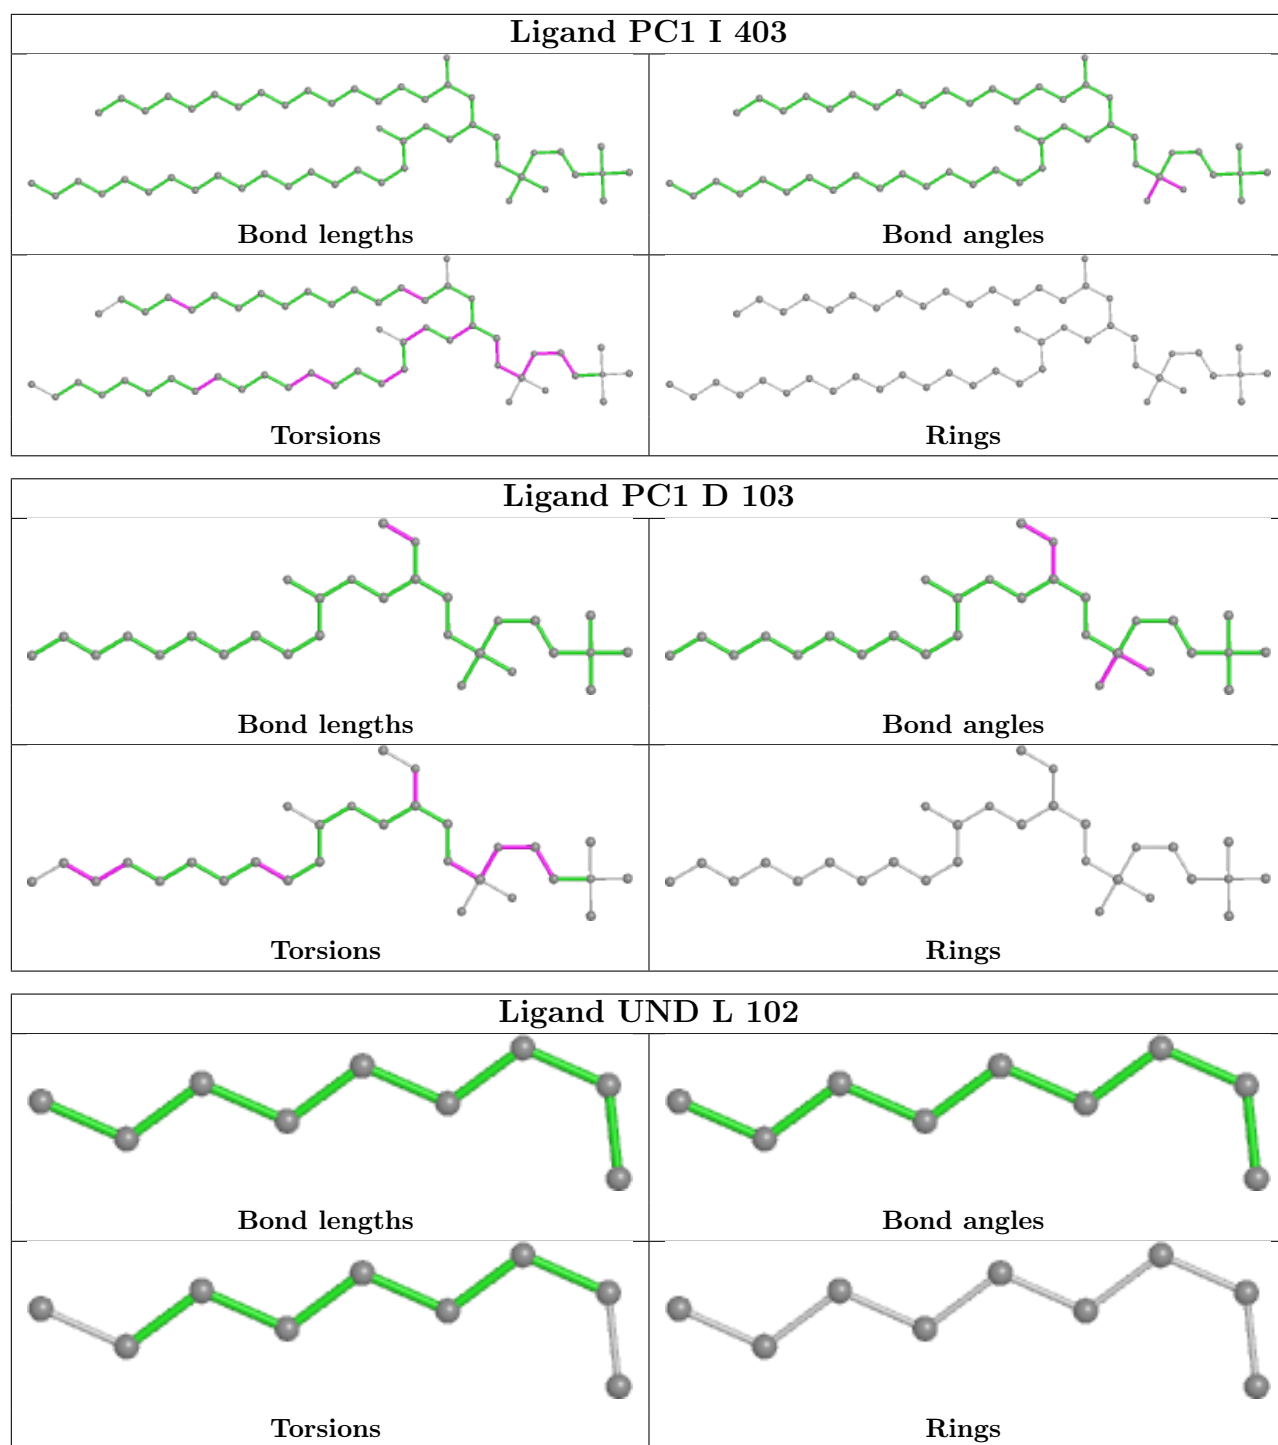 Ligand PC1 I 403
Bond lengths
Bond angles
Torsions
Rings
Ligand PC1 D 103
Bond lengths
Bond angles
Torsions
Rings
Ligand UND L 102
Bond lengths
Bond angles
Torsions
Rings